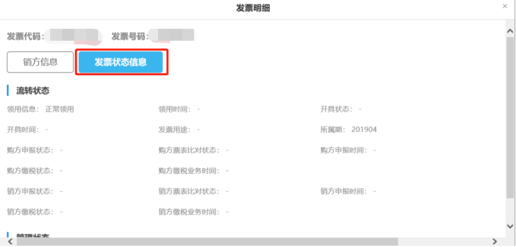 发票明细
×
发票代码： 发票号码：
销方信息 发票状态信息
流转状态
领用信息： 正常领用 领用时间： - 开具状态： -
开具时间： - 发票用途： - 所属期： 201904
购方申报状态： - 购方票表比对状态： - 购方申报时间： -
购方缴税状态： - 购方缴税业务时间： -
销方申报状态： - 销方票表比对状态： - 销方申报时间： -
销方缴税状态： - 销方缴税业务时间： -
管理状态